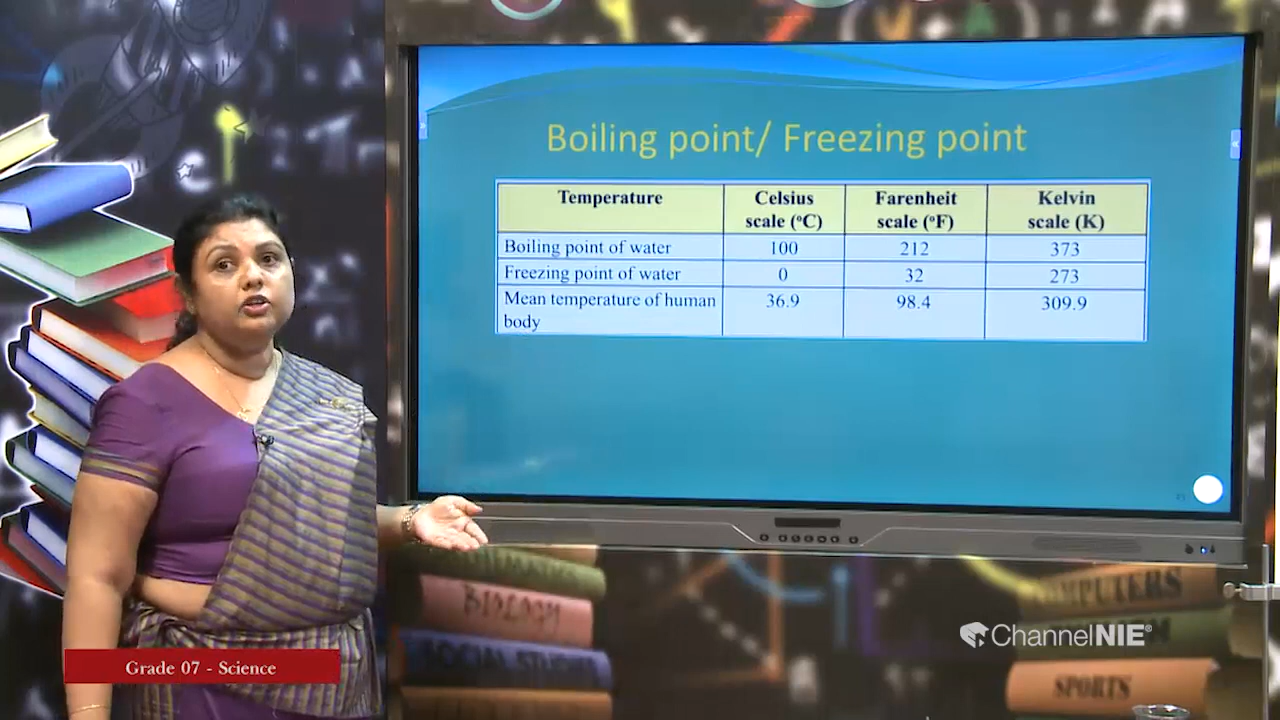 Boiling point/ Freezing point
Temperature
Celsius
scale (°C)
Farenheit
scale (°F)
Kelvin
scale (K)
Boiling point of water 100 212 373
Freezing point of water 0 32 273
Mean temperature of human
body
36.9 98.4 309.9
BIOLOGY
SOCIAL STUDIES
COMPUTERS
SPORTS
ChannelNIE®
Grade 07 - Science